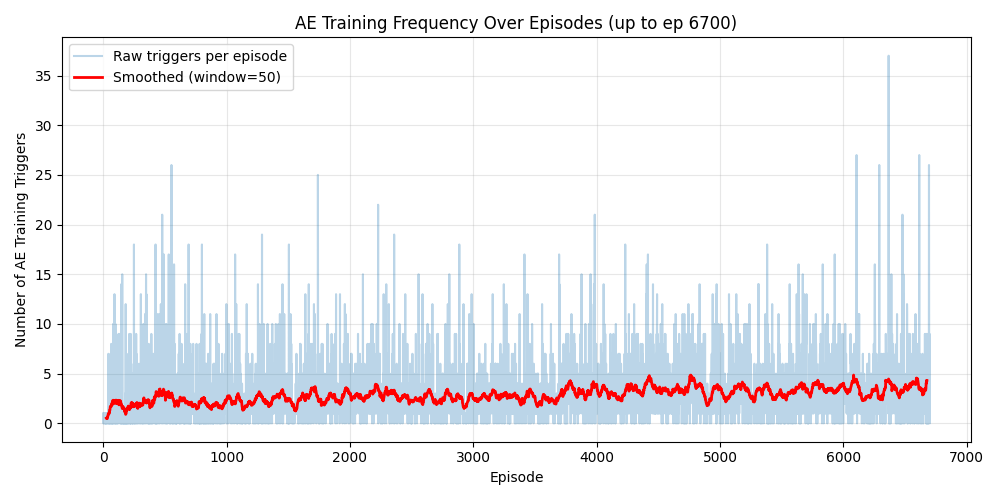 AE Training Frequency Over Episodes (up to ep 6700)
Raw triggers per episode
Smoothed (window=50)
Number of AE Training Triggers
35
30
25
20
15
10
5
0
0 1000 2000 3000 4000 5000 6000 7000
Episode